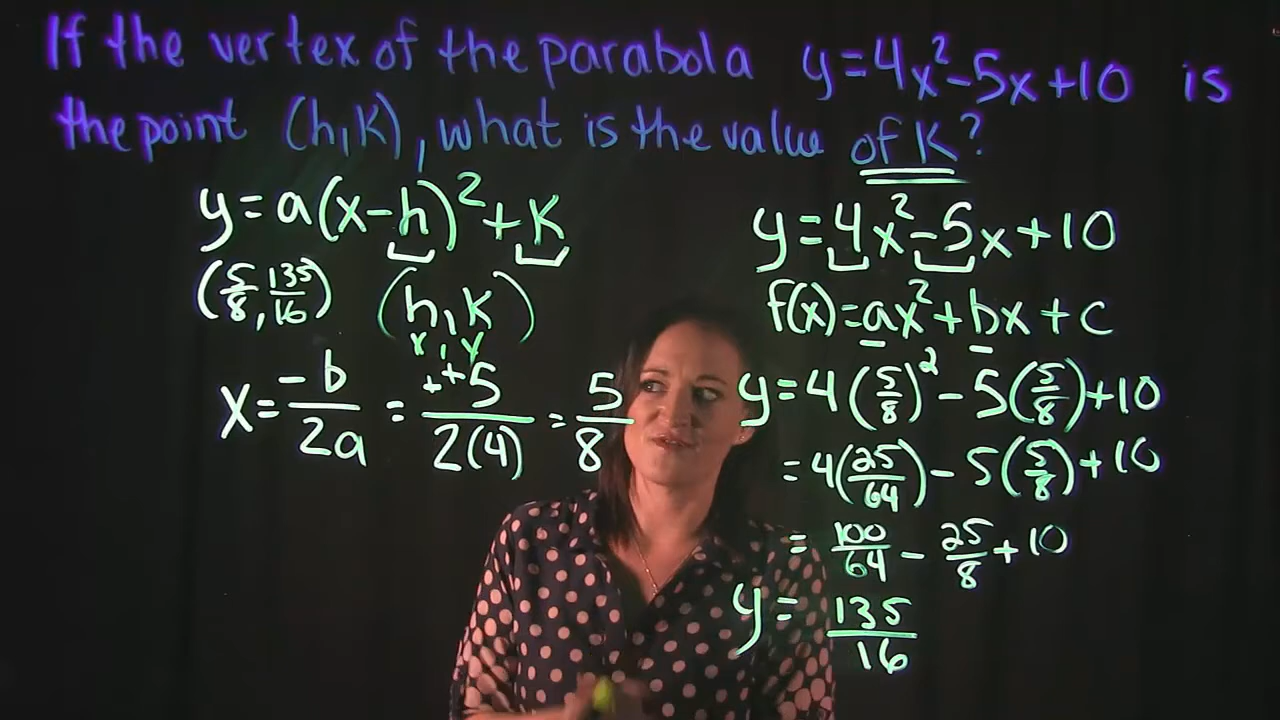 If the vertex of the parabola y=4x²-5x+10 is
the point (h,k), what is the value of k?
y=a(x-h)²+k
(5/8, 135/16) (h,k)
x,y
x=-b/2a = ++5/2(4) = 5/8
y=4x²-5x+10
f(x)=ax²+bx+c
y=4(5/8)²-5(5/8)+10
=4(25/64)-5(5/8)+10
=100/64-25/8+10
y=135/16